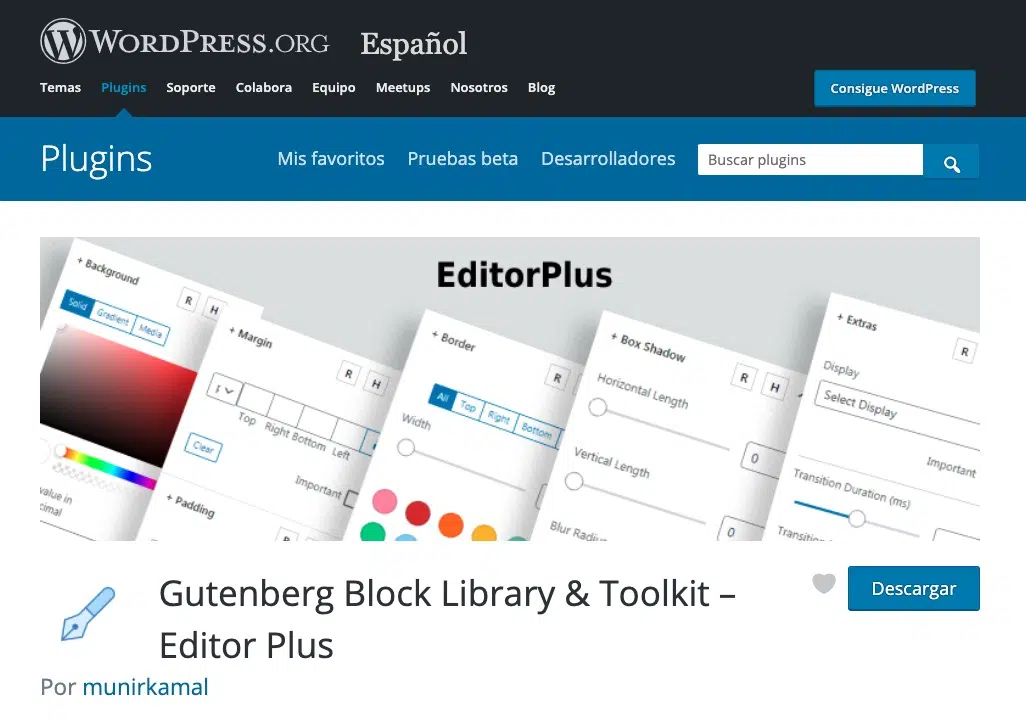 WORDPRESS.ORG Español
Temas Plugins Soporte Colabora Equipo Meetups Nosotros Blog
Consigue WordPress
Plugins
Mis favoritos Pruebas beta Desarrolladores
Buscar plugins
EditorPlus
+ Background
R H
Solid Gradient Media
value in
+ Margin
R H
Top Right Bottom Left
Clear
Important
+ Padding
R
+ Border
R
All Top Right Bottom
Width
+ Box Shadow
R H
Horizontal Length
0
Vertical Length
0
Blur Radius
+ Extras
R
Display
Select Display
Important
Transition Duration (ms)
Gutenberg Block Library & Toolkit –
Editor Plus
Descargar
Por munirkamal